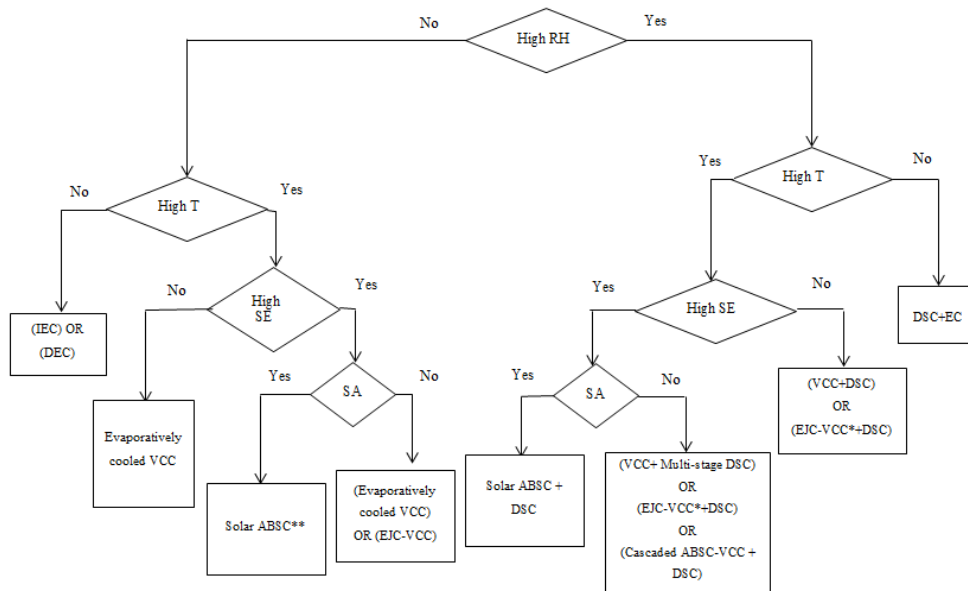 No
High RH
Yes
No
High T
Yes
Yes
High T
No
No
High
SE
Yes
Yes
High SE
No
(IEC) OR
(DEC)
DSC+EC
Yes
SA
No
Yes
SA
No
Evaporatively
cooled VCC
Solar ABSC**
(Evaporatively
cooled VCC)
OR (EJC-VCC)
Solar ABSC +
DSC
(VCC+ Multi-stage DSC)
OR
(EJC-VCC*+DSC)
OR
(Cascaded ABSC-VCC +
DSC)
(VCC+DSC)
OR
(EJC-VCC*+DSC)